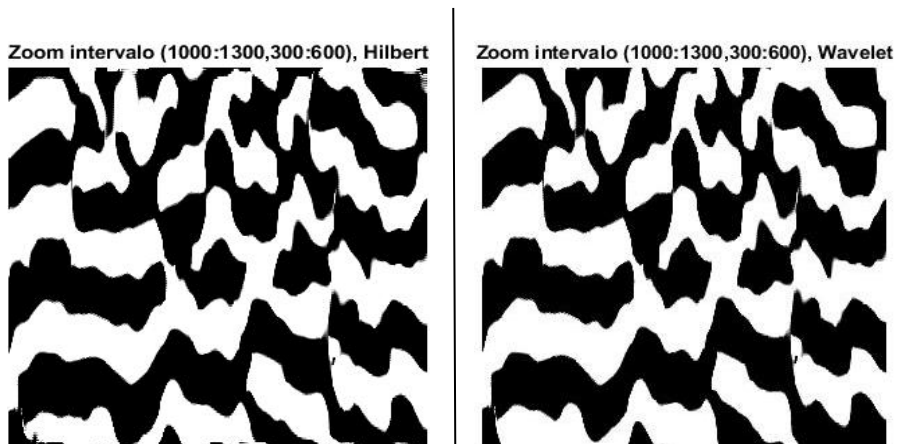 Zoom intervalo (1000:1300,300:600), Hilbert
Zoom intervalo (1000:1300,300:600), Wavelet